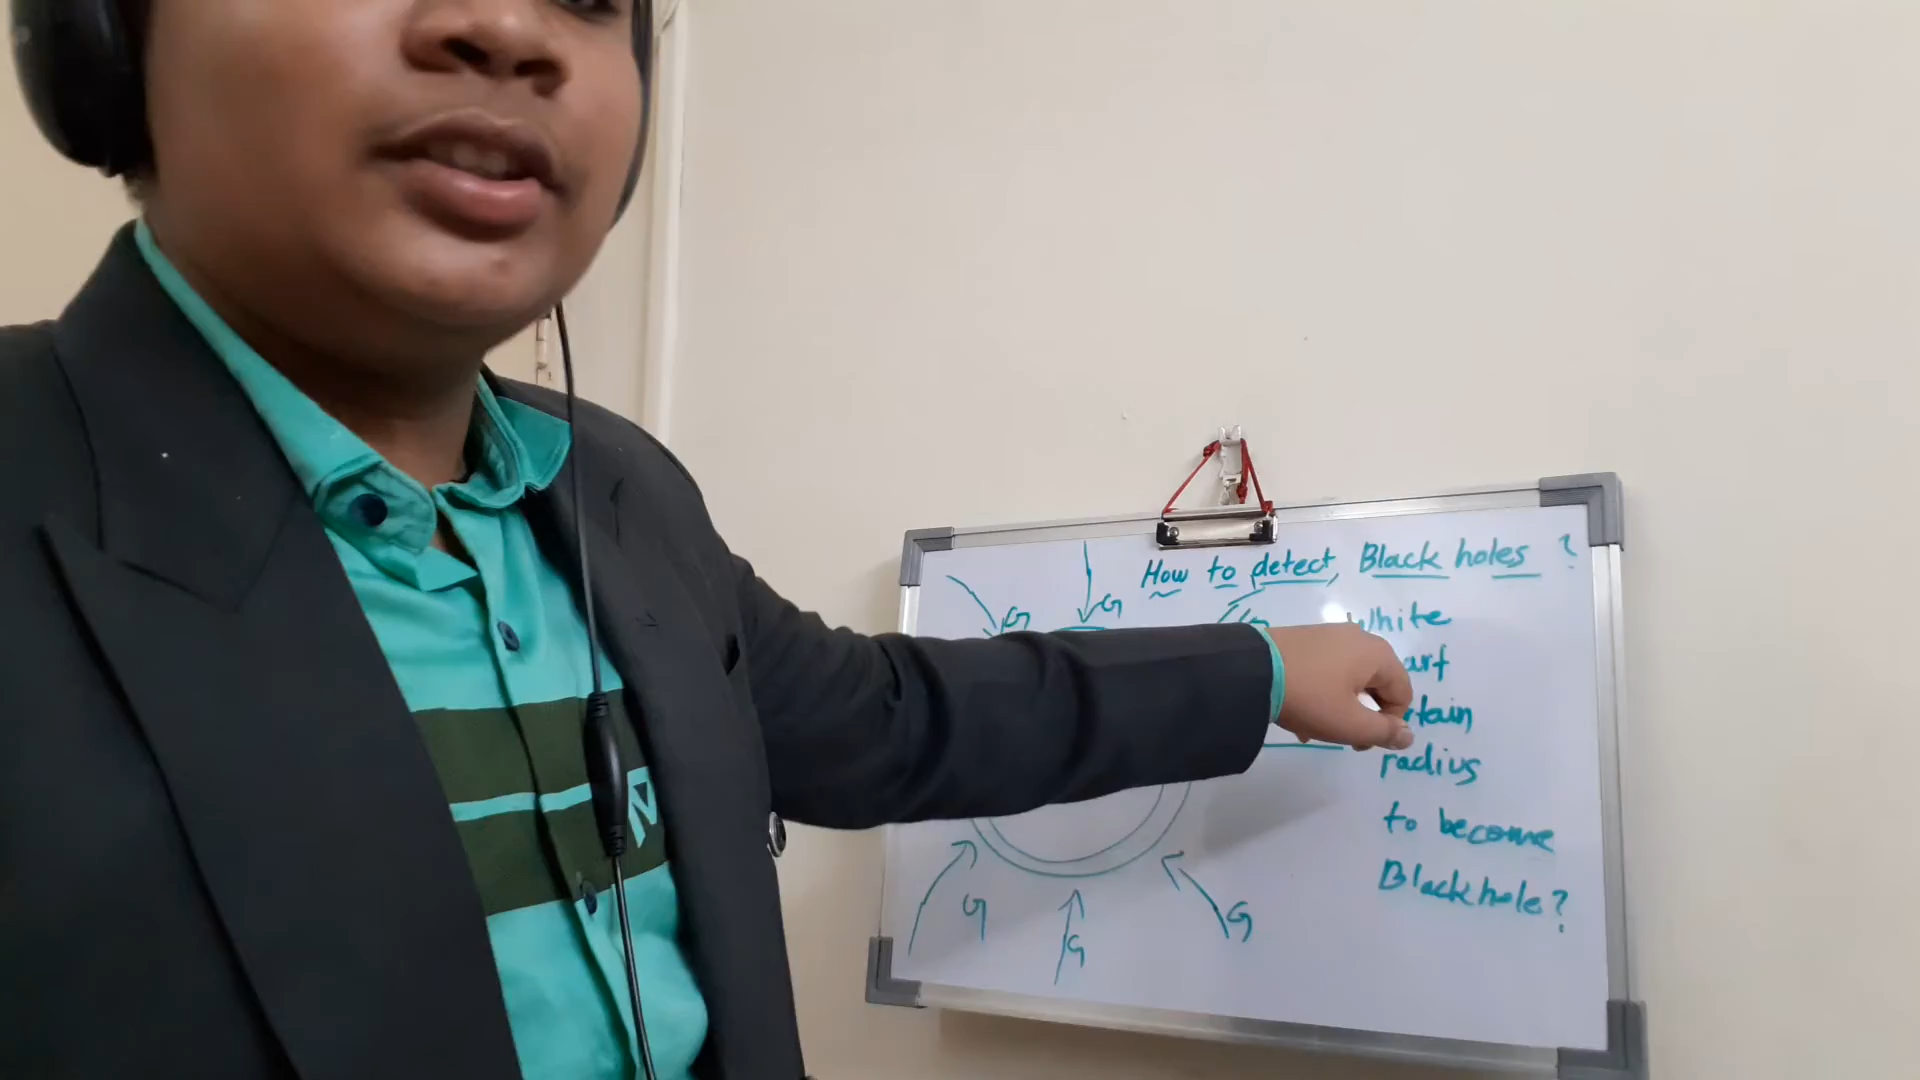 How to detect, Black holes ?
G
G
G
White
radius
to become
Blackhole?
G
G
G